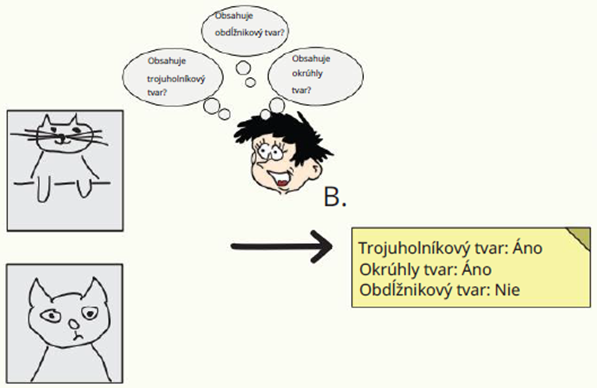 Obsahuje
obdĺžnikový tvar?
Obsahuje
trojuholníkový
tvar?
Obsahuje
okrúhly
tvar?
B.
Trojuholníkový tvar: Áno
Okrúhly tvar: Áno
Obdĺžnikový tvar: Nie